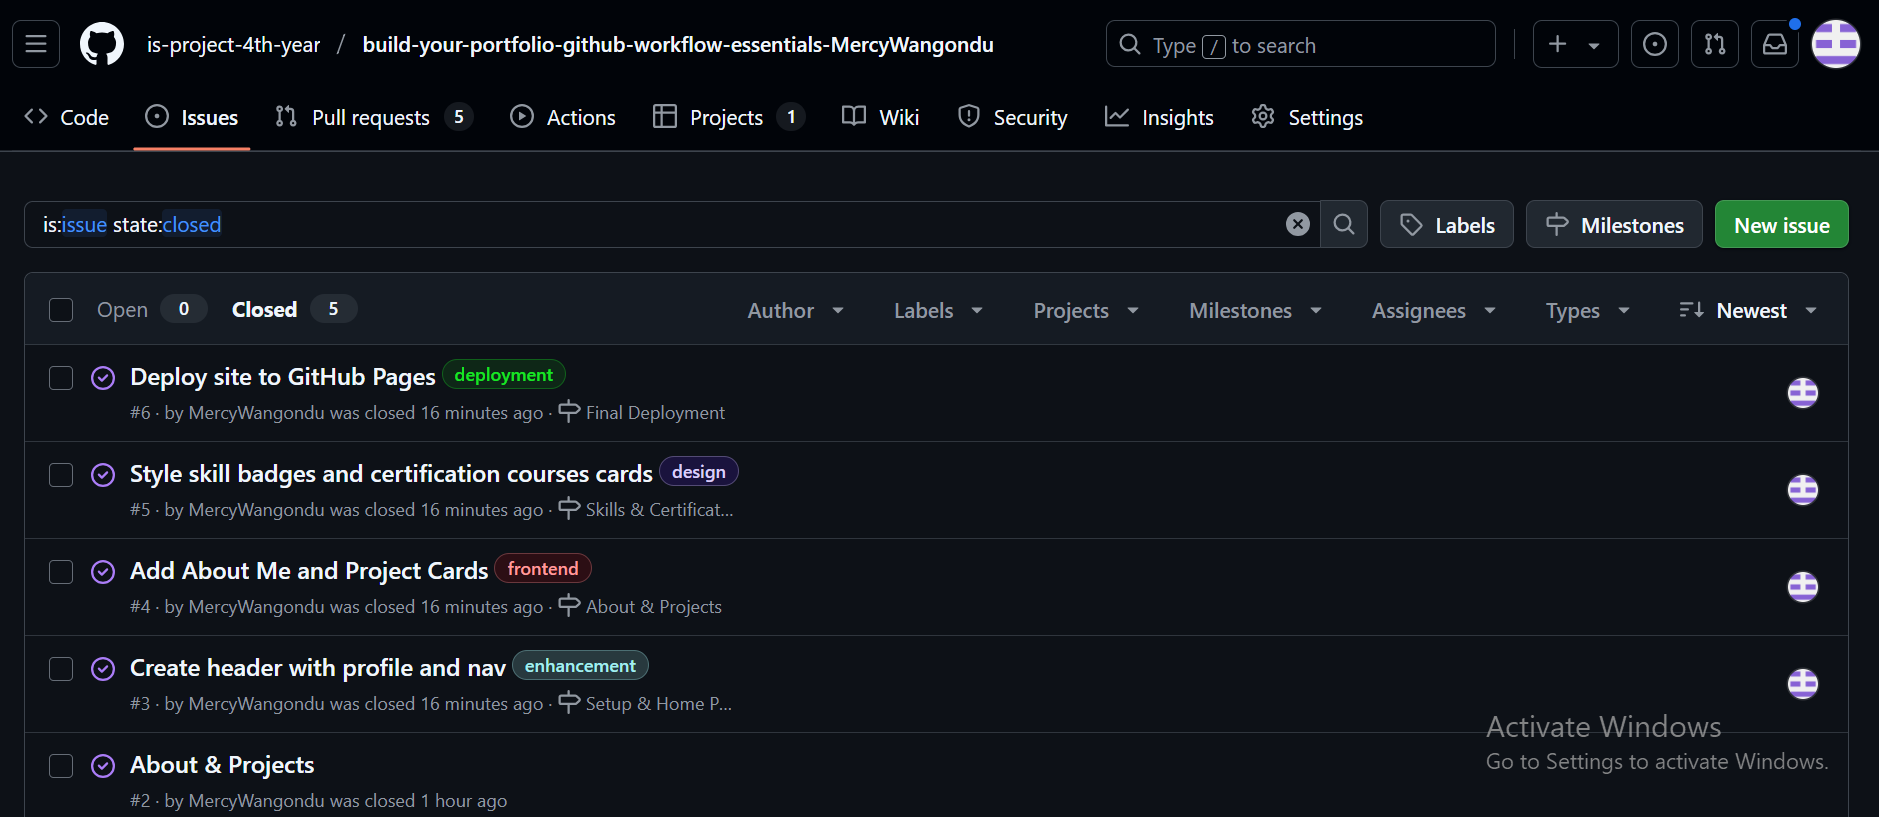 is-project-4th-year / build-your-portfolio-github-workflow-essentials-MercyWangondu
Type / to search
Code Issues Pull requests 5 Actions Projects 1 Wiki Security Insights Settings
is:issue state:closed
Labels Milestones New issue
Open 0 Closed 5 Author Labels Projects Milestones Assignees Types Newest
Deploy site to GitHub Pages deployment
#6 · by MercyWangondu was closed 16 minutes ago · Final Deployment
Style skill badges and certification courses cards design
#5 · by MercyWangondu was closed 16 minutes ago · Skills & Certificat...
Add About Me and Project Cards frontend
#4 · by MercyWangondu was closed 16 minutes ago · About & Projects
Create header with profile and nav enhancement
#3 · by MercyWangondu was closed 16 minutes ago · Setup & Home P...
About & Projects
#2 · by MercyWangondu was closed 1 hour ago
Activate Windows
Go to Settings to activate Windows.